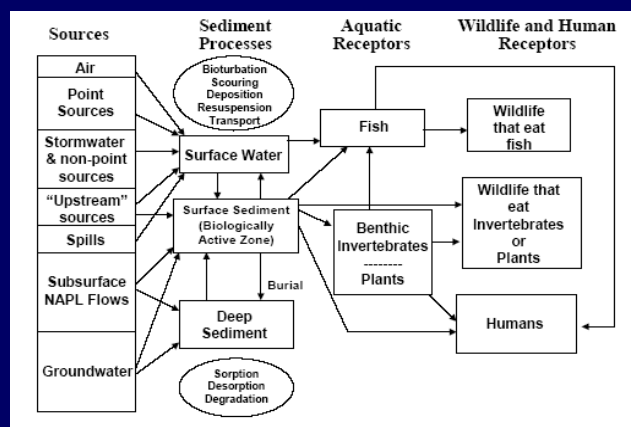 Sources
Sediment
Processes
Aquatic
Receptors
Wildlife and Human
Receptors
Air
Point
Sources
Stormwater
& non-point
sources
"Upstream"
sources
Spills
Subsurface
NAPL Flows
Groundwater
Bioturbation
Scouring
Deposition
Resuspension
Transport
Surface Water
Surface Sediment
(Biologically
Active Zone)
Burial
Deep
Sediment
Sorption
Desorption
Degradation
Fish
Benthic
Invertebrates
--------
Plants
Wildlife
that eat
fish
Wildlife that
eat
Invertebrates
or
Plants
Humans